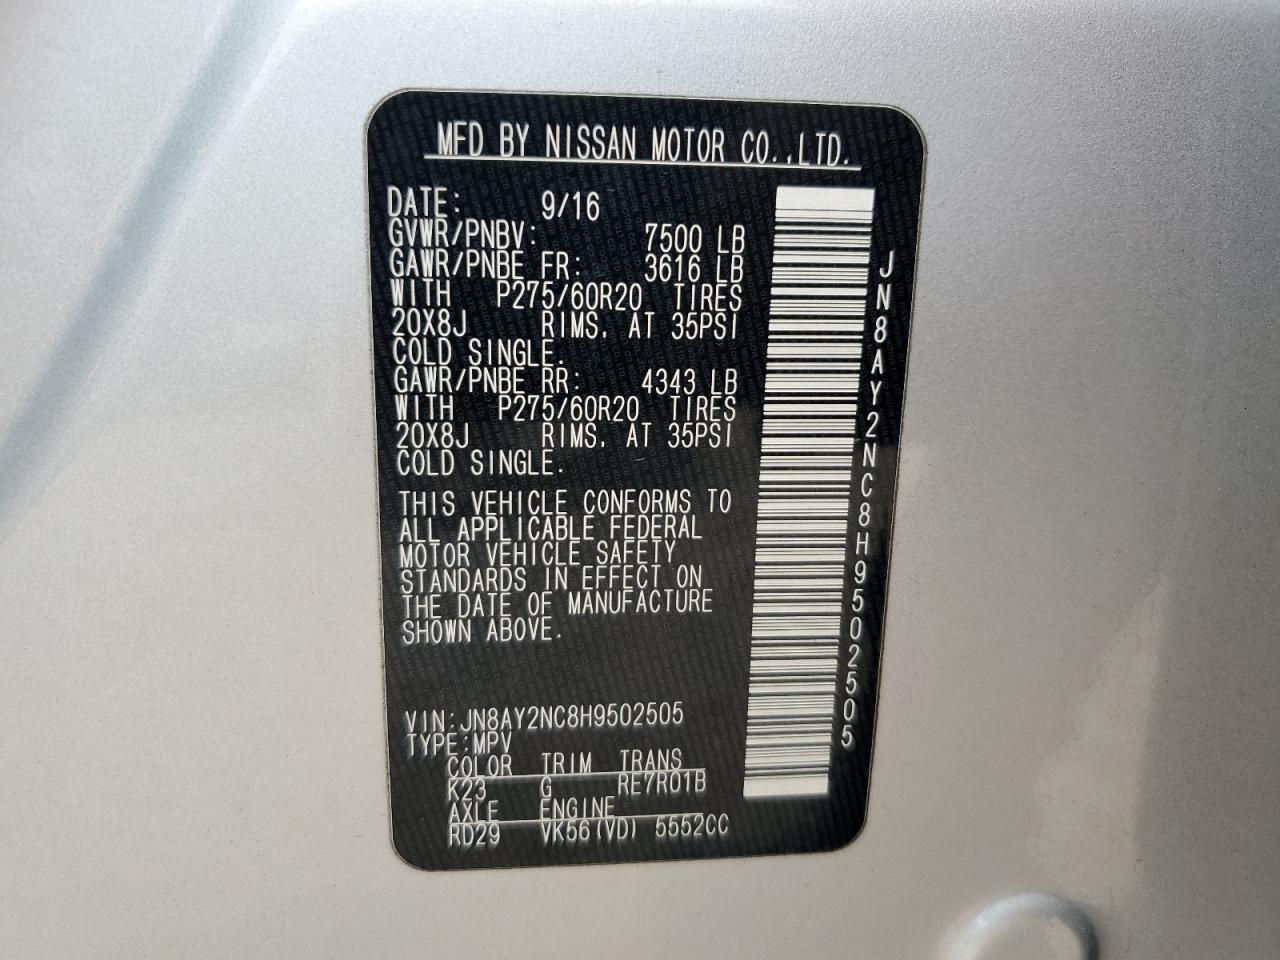 MFD BY NISSAN MOTOR CO.,LTD.
DATE: 9/16
GVWR/PNBV: 7500 LB
GAWR/PNBE FR: 3616 LB
WITH P275/60R20 TIRES
20X8J RIMS. AT 35PSI
COLD SINGLE.
GAWR/PNBE RR: 4343 LB
WITH P275/60R20 TIRES
20X8J RIMS. AT 35PSI
COLD SINGLE.
THIS VEHICLE CONFORMS TO
ALL APPLICABLE FEDERAL
MOTOR VEHICLE SAFETY
STANDARDS IN EFFECT ON
THE DATE OF MANUFACTURE
SHOWN ABOVE.
VIN:JN8AY2NC8H9502505
TYPE:MPV
COLOR TRIM TRANS
K23 G RE7R01B
AXLE ENGINE
RD29 VK56(VD) 5552CC
JN8AY2NC8H9502505